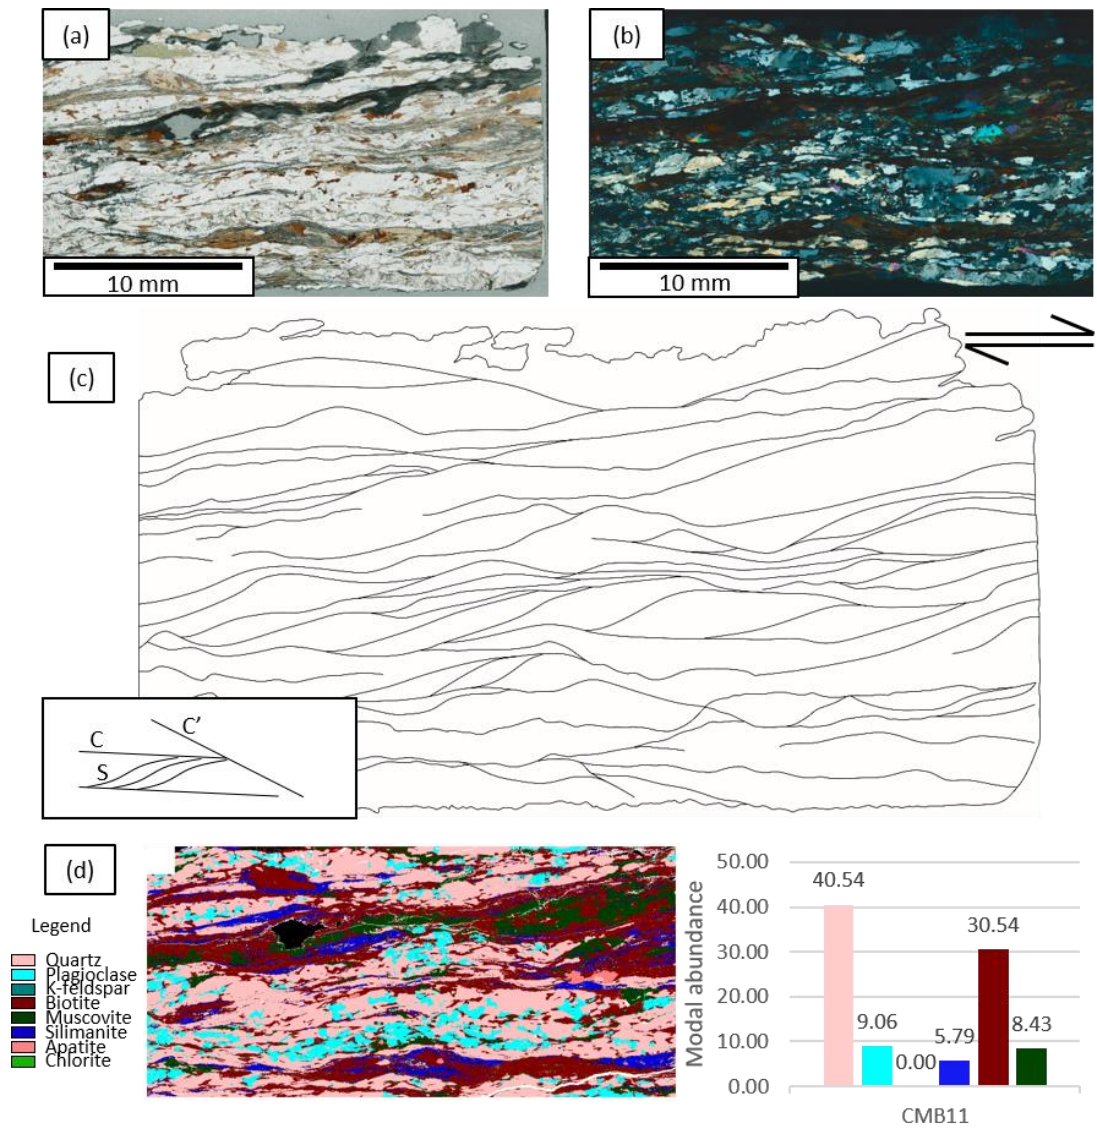 (a)
(b)
10 mm
10 mm
(c)
C'
C
S
(d)
Legend
Quartz
Plagioclase
K-feldspar
Biotite
Muscovite
Silimanite
Apatite
Chlorite
Modal abundance
50.00
40.00
30.00
20.00
10.00
0.00
40.54
9.06
0.00
5.79
30.54
8.43
CMB11